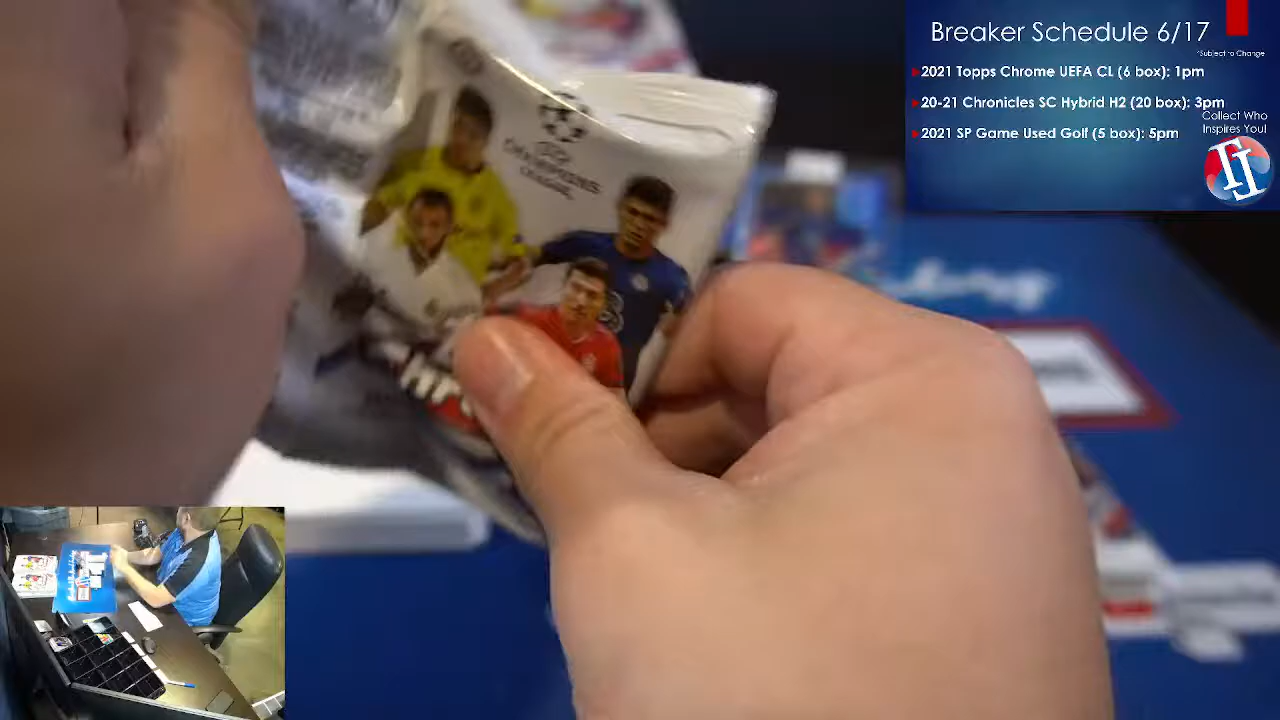 Breaker Schedule 6/17
*Subject to Change
2021 Topps Chrome UEFA CL (6 box): 1pm
20-21 Chronicles SC Hybrid H2 (20 box): 3pm
2021 SP Game Used Golf (5 box): 5pm
Collect Who
Inspires You!
CHAMPIONS
LEAGUE